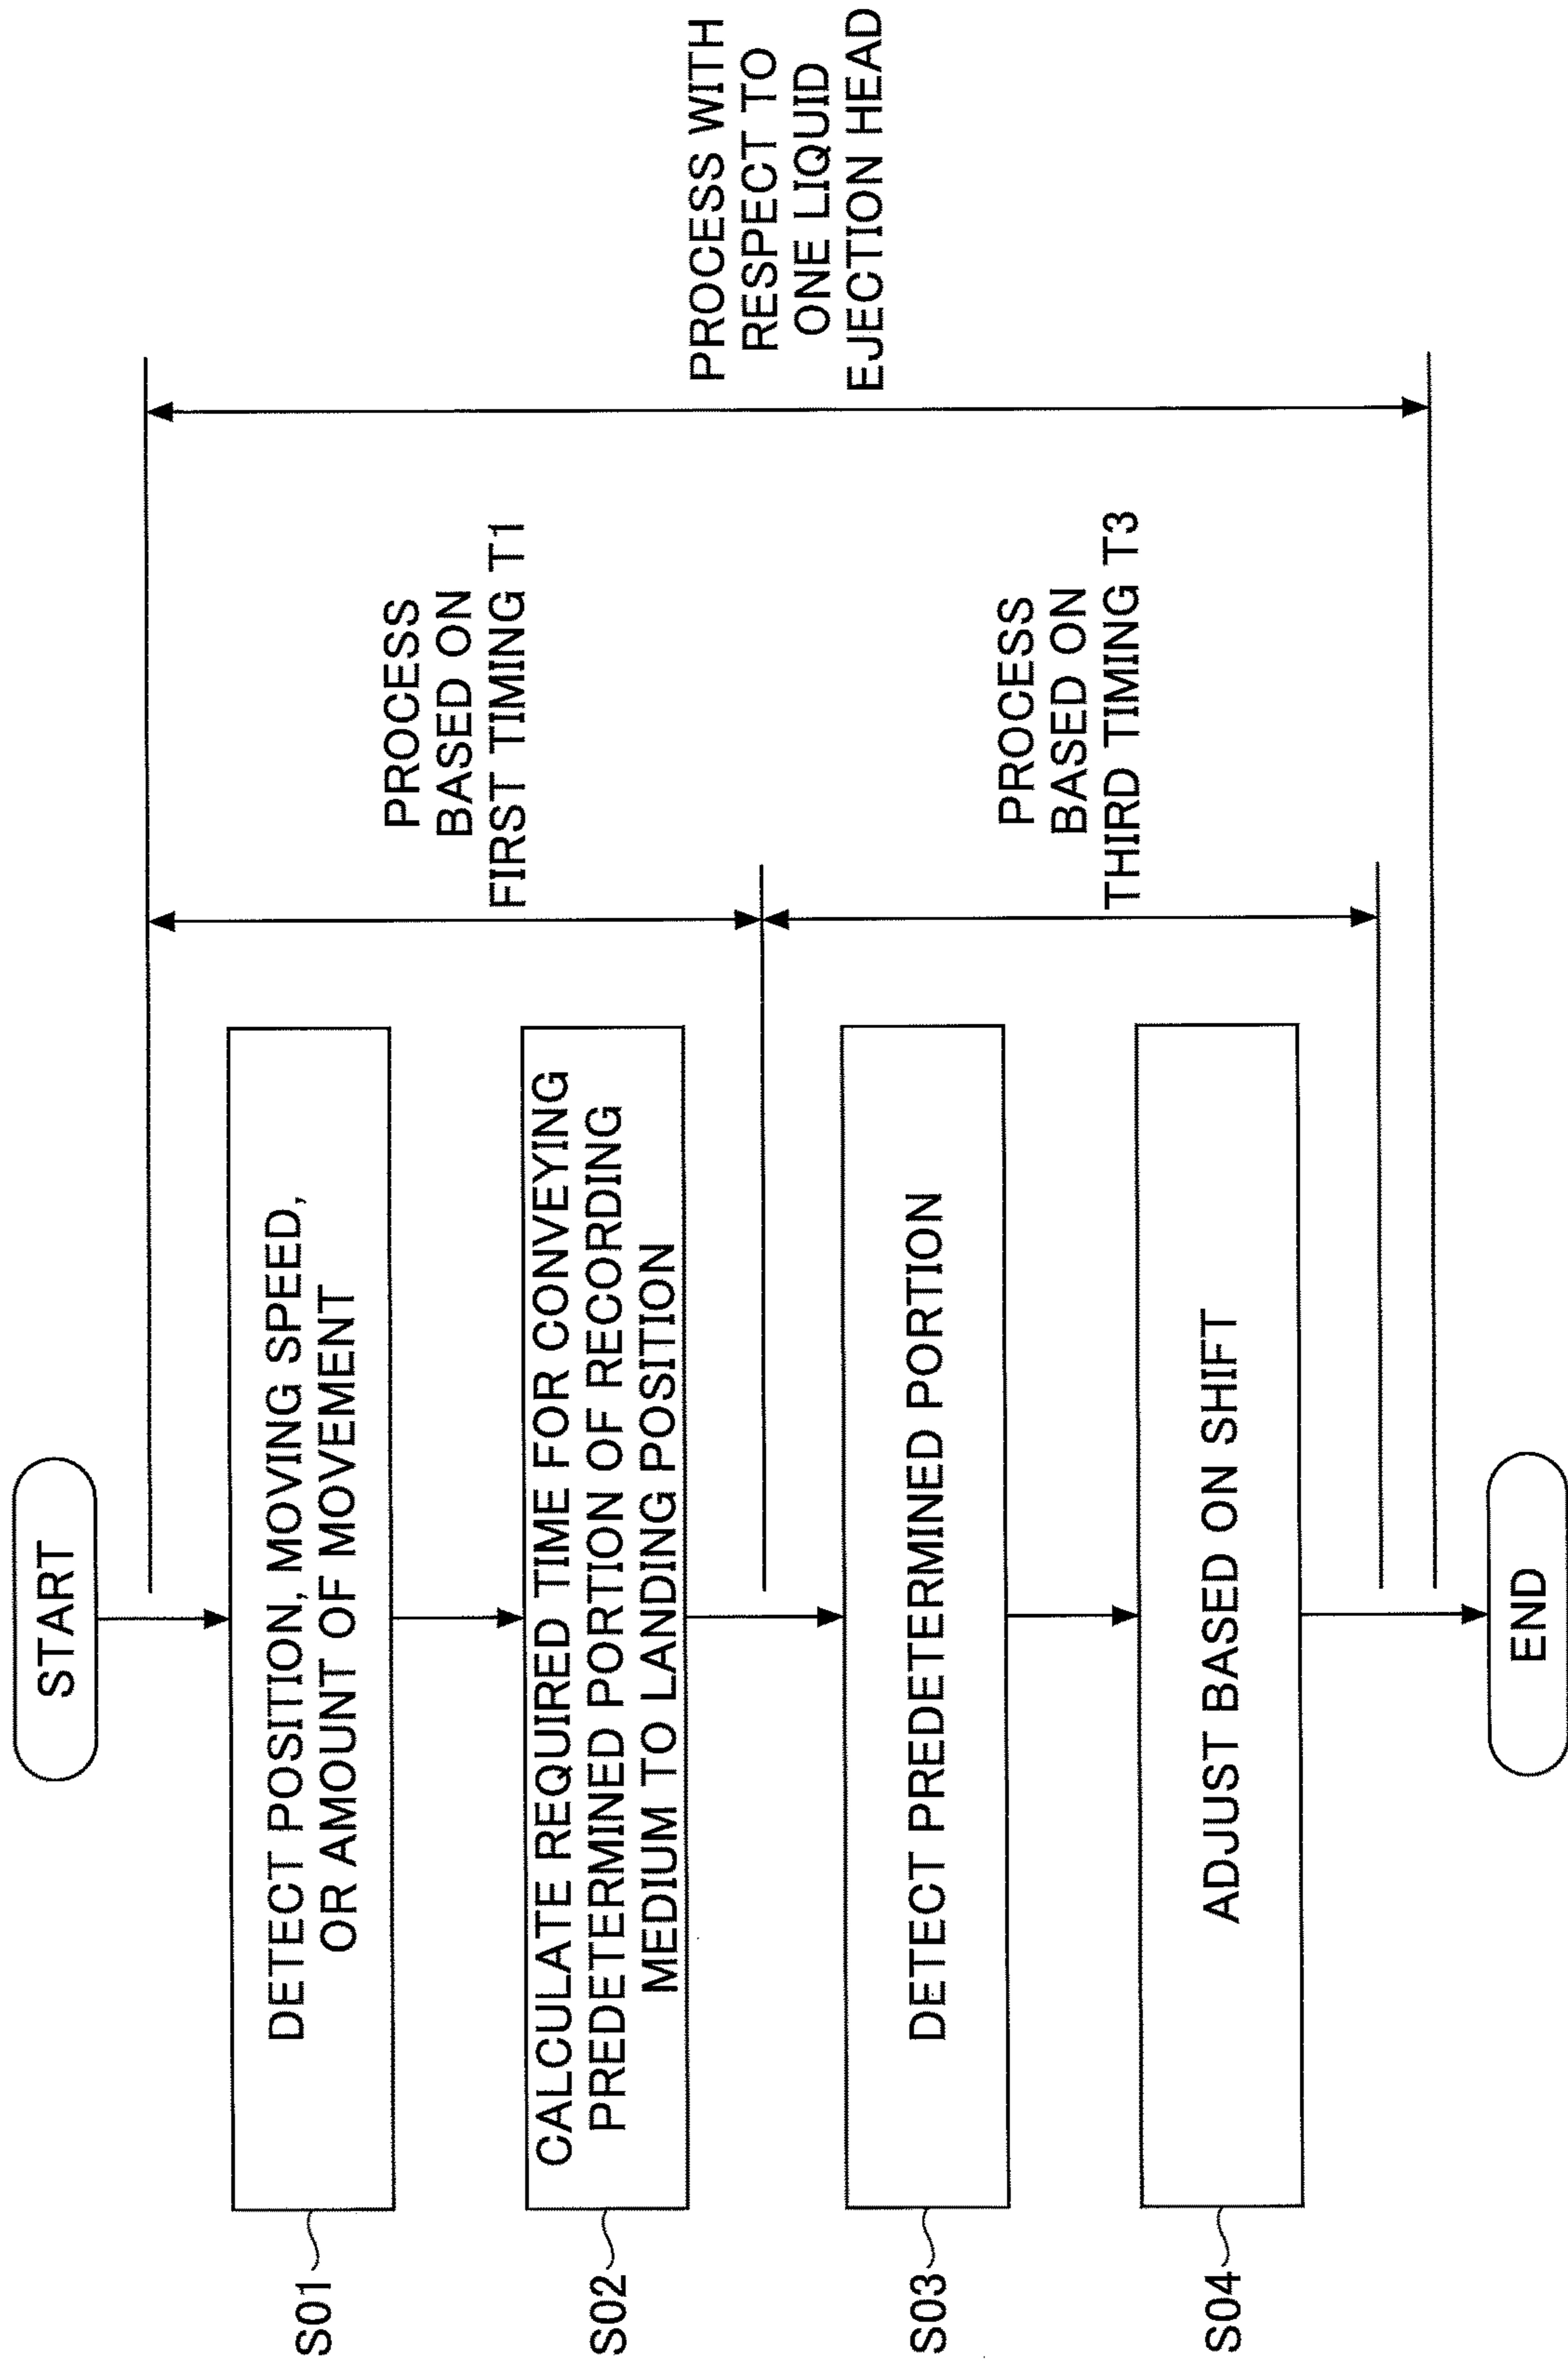 START
S01
DETECT POSITION, MOVING SPEED,
OR AMOUNT OF MOVEMENT
S02
CALCULATE REQUIRED TIME FOR CONVEYING
PREDETERMINED PORTION OF RECORDING
MEDIUM TO LANDING POSITION
S03
DETECT PREDETERMINED PORTION
S04
ADJUST BASED ON SHIFT
END
PROCESS
BASED ON
FIRST TIMING T1
PROCESS
BASED ON
THIRD TIMING T3
PROCESS WITH
RESPECT TO
ONE LIQUID
EJECTION HEAD